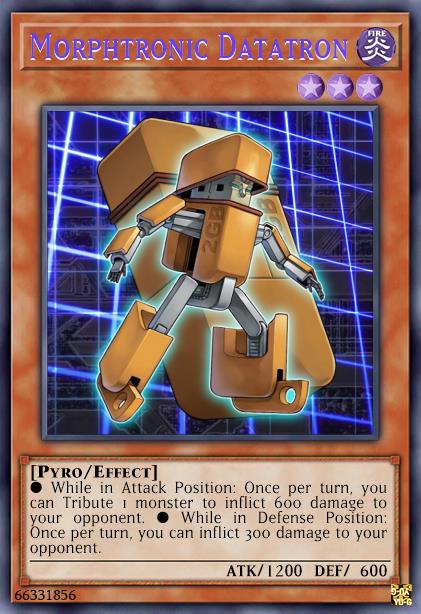 MORPHTRONIC DATATRON
FIRE
炎
2GB
[PYRO/EFFECT]
● While in Attack Position: Once per turn, you
can Tribute 1 monster to inflict 600 damage to
your opponent. ● While in Defense Position:
Once per turn, you can inflict 300 damage to your
opponent.
ATK/1200 DEF/ 600
66331856